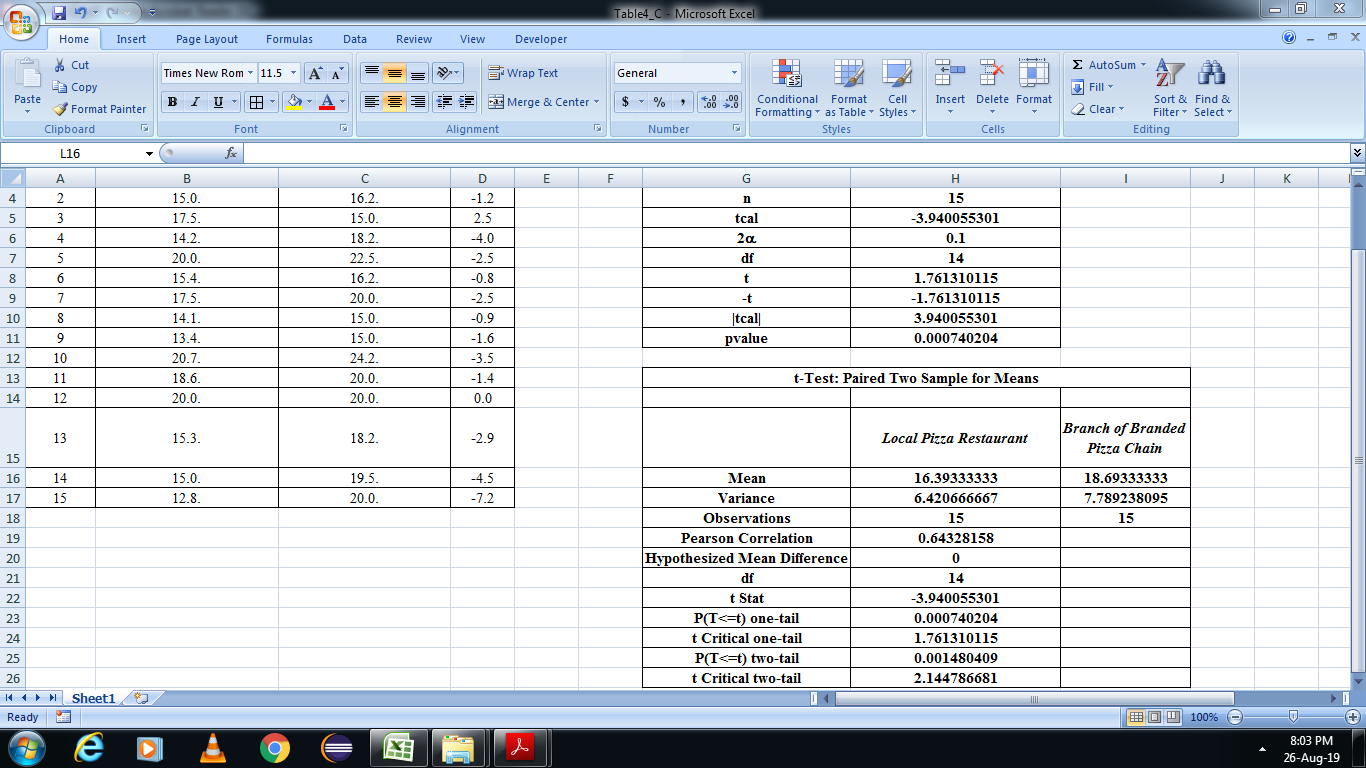 Table4_C - Microsoft Excel
Home Insert Page Layout Formulas Data Review View Developer
Paste
Cut
Copy
Format Painter
Clipboard
Times New Rom 11.5 A A
B I U A
Font
Wrap Text
Merge & Center
Alignment
General
$ % , .0 .00 .00 .0
Number
Conditional Formatting
Format as Table
Cell Styles
Styles
Insert Delete Format
Cells
Σ AutoSum
Fill
Clear
Sort & Filter
Find & Select
Editing
L16 fx
A B C D E F G H I J K
4 2 15.0. 16.2. -1.2 n 15
5 3 17.5. 15.0. 2.5 tcal -3.940055301
6 4 14.2. 18.2. -4.0 2α 0.1
7 5 20.0. 22.5. -2.5 df 14
8 6 15.4. 16.2. -0.8 t 1.761310115
9 7 17.5. 20.0. -2.5 -t -1.761310115
10 8 14.1. 15.0. -0.9 |tcal| 3.940055301
11 9 13.4. 15.0. -1.6 pvalue 0.000740204
12 10 20.7. 24.2. -3.5
13 11 18.6. 20.0. -1.4 t-Test: Paired Two Sample for Means
14 12 20.0. 20.0. 0.0
15 13 15.3. 18.2. -2.9 Local Pizza Restaurant Branch of Branded Pizza Chain
16 14 15.0. 19.5. -4.5 Mean 16.39333333 18.69333333
17 15 12.8. 20.0. -7.2 Variance 6.420666667 7.789238095
18 Observations 15 15
19 Pearson Correlation 0.64328158
20 Hypothesized Mean Difference 0
21 df 14
22 t Stat -3.940055301
23 P(T<=t) one-tail 0.000740204
24 t Critical one-tail 1.761310115
25 P(T<=t) two-tail 0.001480409
26 t Critical two-tail 2.144786681
Sheet1
Ready 100%
8:03 PM
26-Aug-19